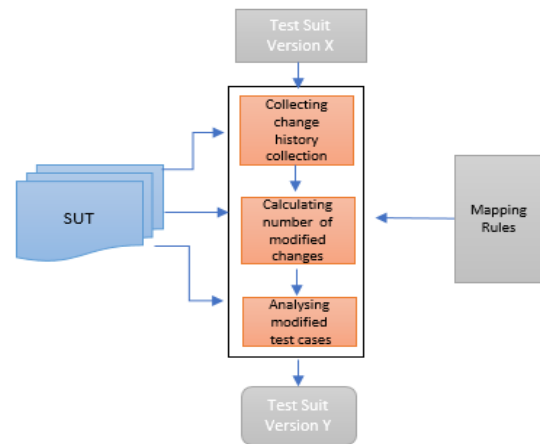 Test Suit
Version X
Collecting
change
history
collection
SUT
Calculating
number of
modified
changes
Mapping
Rules
Analysing
modified
test cases
Test Suit
Version Y